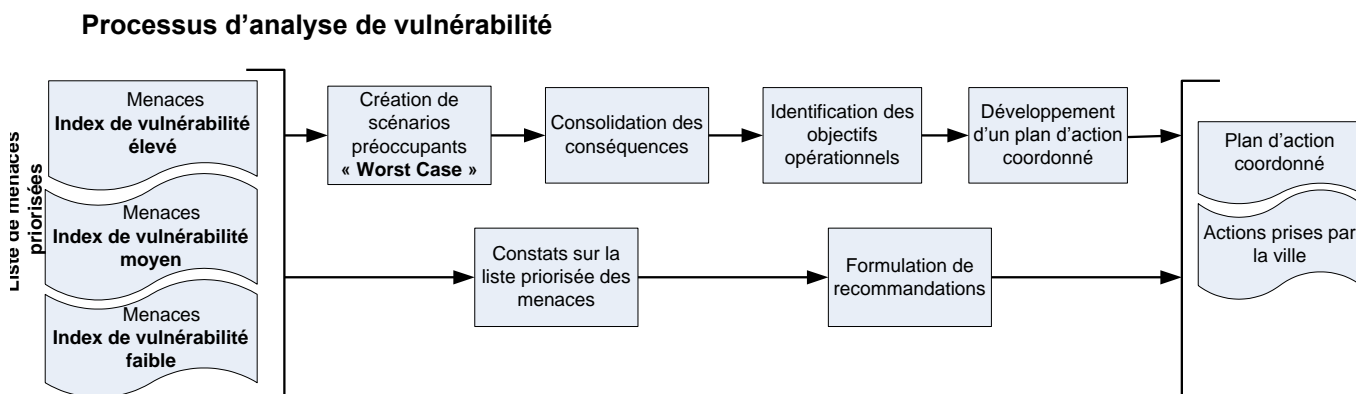 Processus d’analyse de vulnérabilité
Liste de menaces
priorisées
Menaces
Index de vulnérabilité
élevé
Menaces
Index de vulnérabilité
moyen
Menaces
Index de vulnérabilité
faible
Création de
scénarios
préoccupants
« Worst Case »
Consolidation des
conséquences
Identification des
objectifs
opérationnels
Développement
d’un plan d’action
coordonné
Constats sur la
liste priorisée des
menaces
Formulation de
recommandations
Plan d’action
coordonné
Actions prises par
la ville